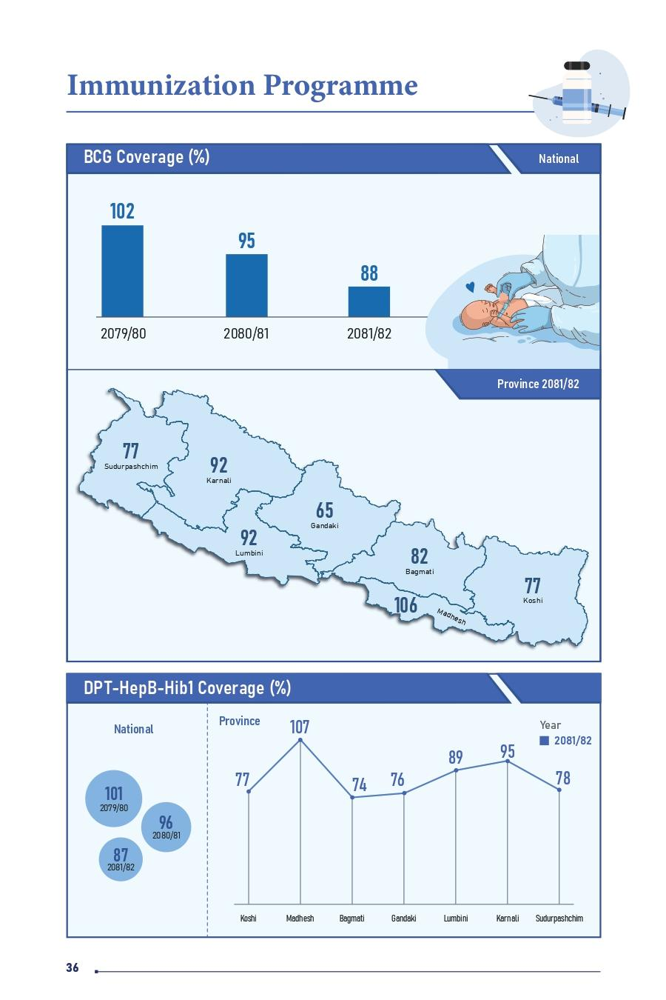 Immunization Programme
BCG Coverage (%)
National
102
95
88
2079/80
2080/81
2081/82
Province 2081/82
77
Sudurpashchim
92
Karnali
65
Gandaki
92
Lumbini
82
Bagmati
77
Koshi
106
Madhesh
DPT-HepB-Hib1 Coverage (%)
National
101
2079/80
96
2080/81
87
2081/82
Province
Year
2081/82
77
107
74
76
89
95
78
Koshi
Madhesh
Bagmati
Gandaki
Lumbini
Karnali
Sudurpashchim
36